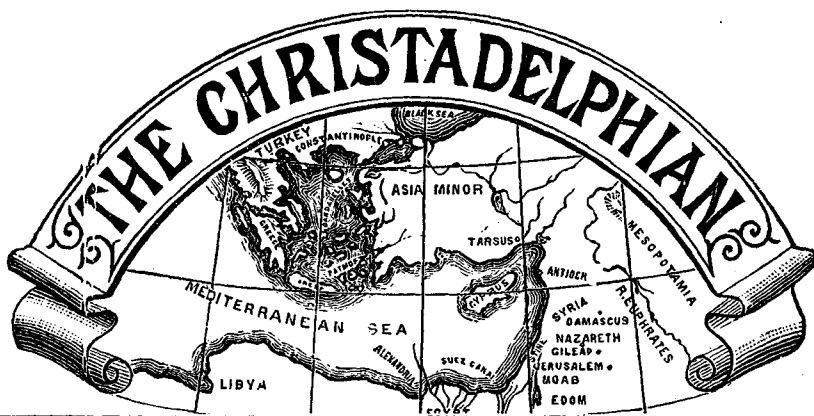 THE CHRISTADELPHIAN
BLACK SEA
TURKEY
CONSTANTINOPLE
ASIA MINOR
GREECE
PATMOS
TARSUS
MESOPOTAMIA
ANTIOCH
CYPRUS
R. EUPHRATES
MEDITERRANEAN SEA
SYRIA
DAMASCUS
NAZARETH
GILEAD
JERUSALEM
MOAB
EDOM
ALEXANDRIA
SUEZ CANAL
LIBYA
EGYPT